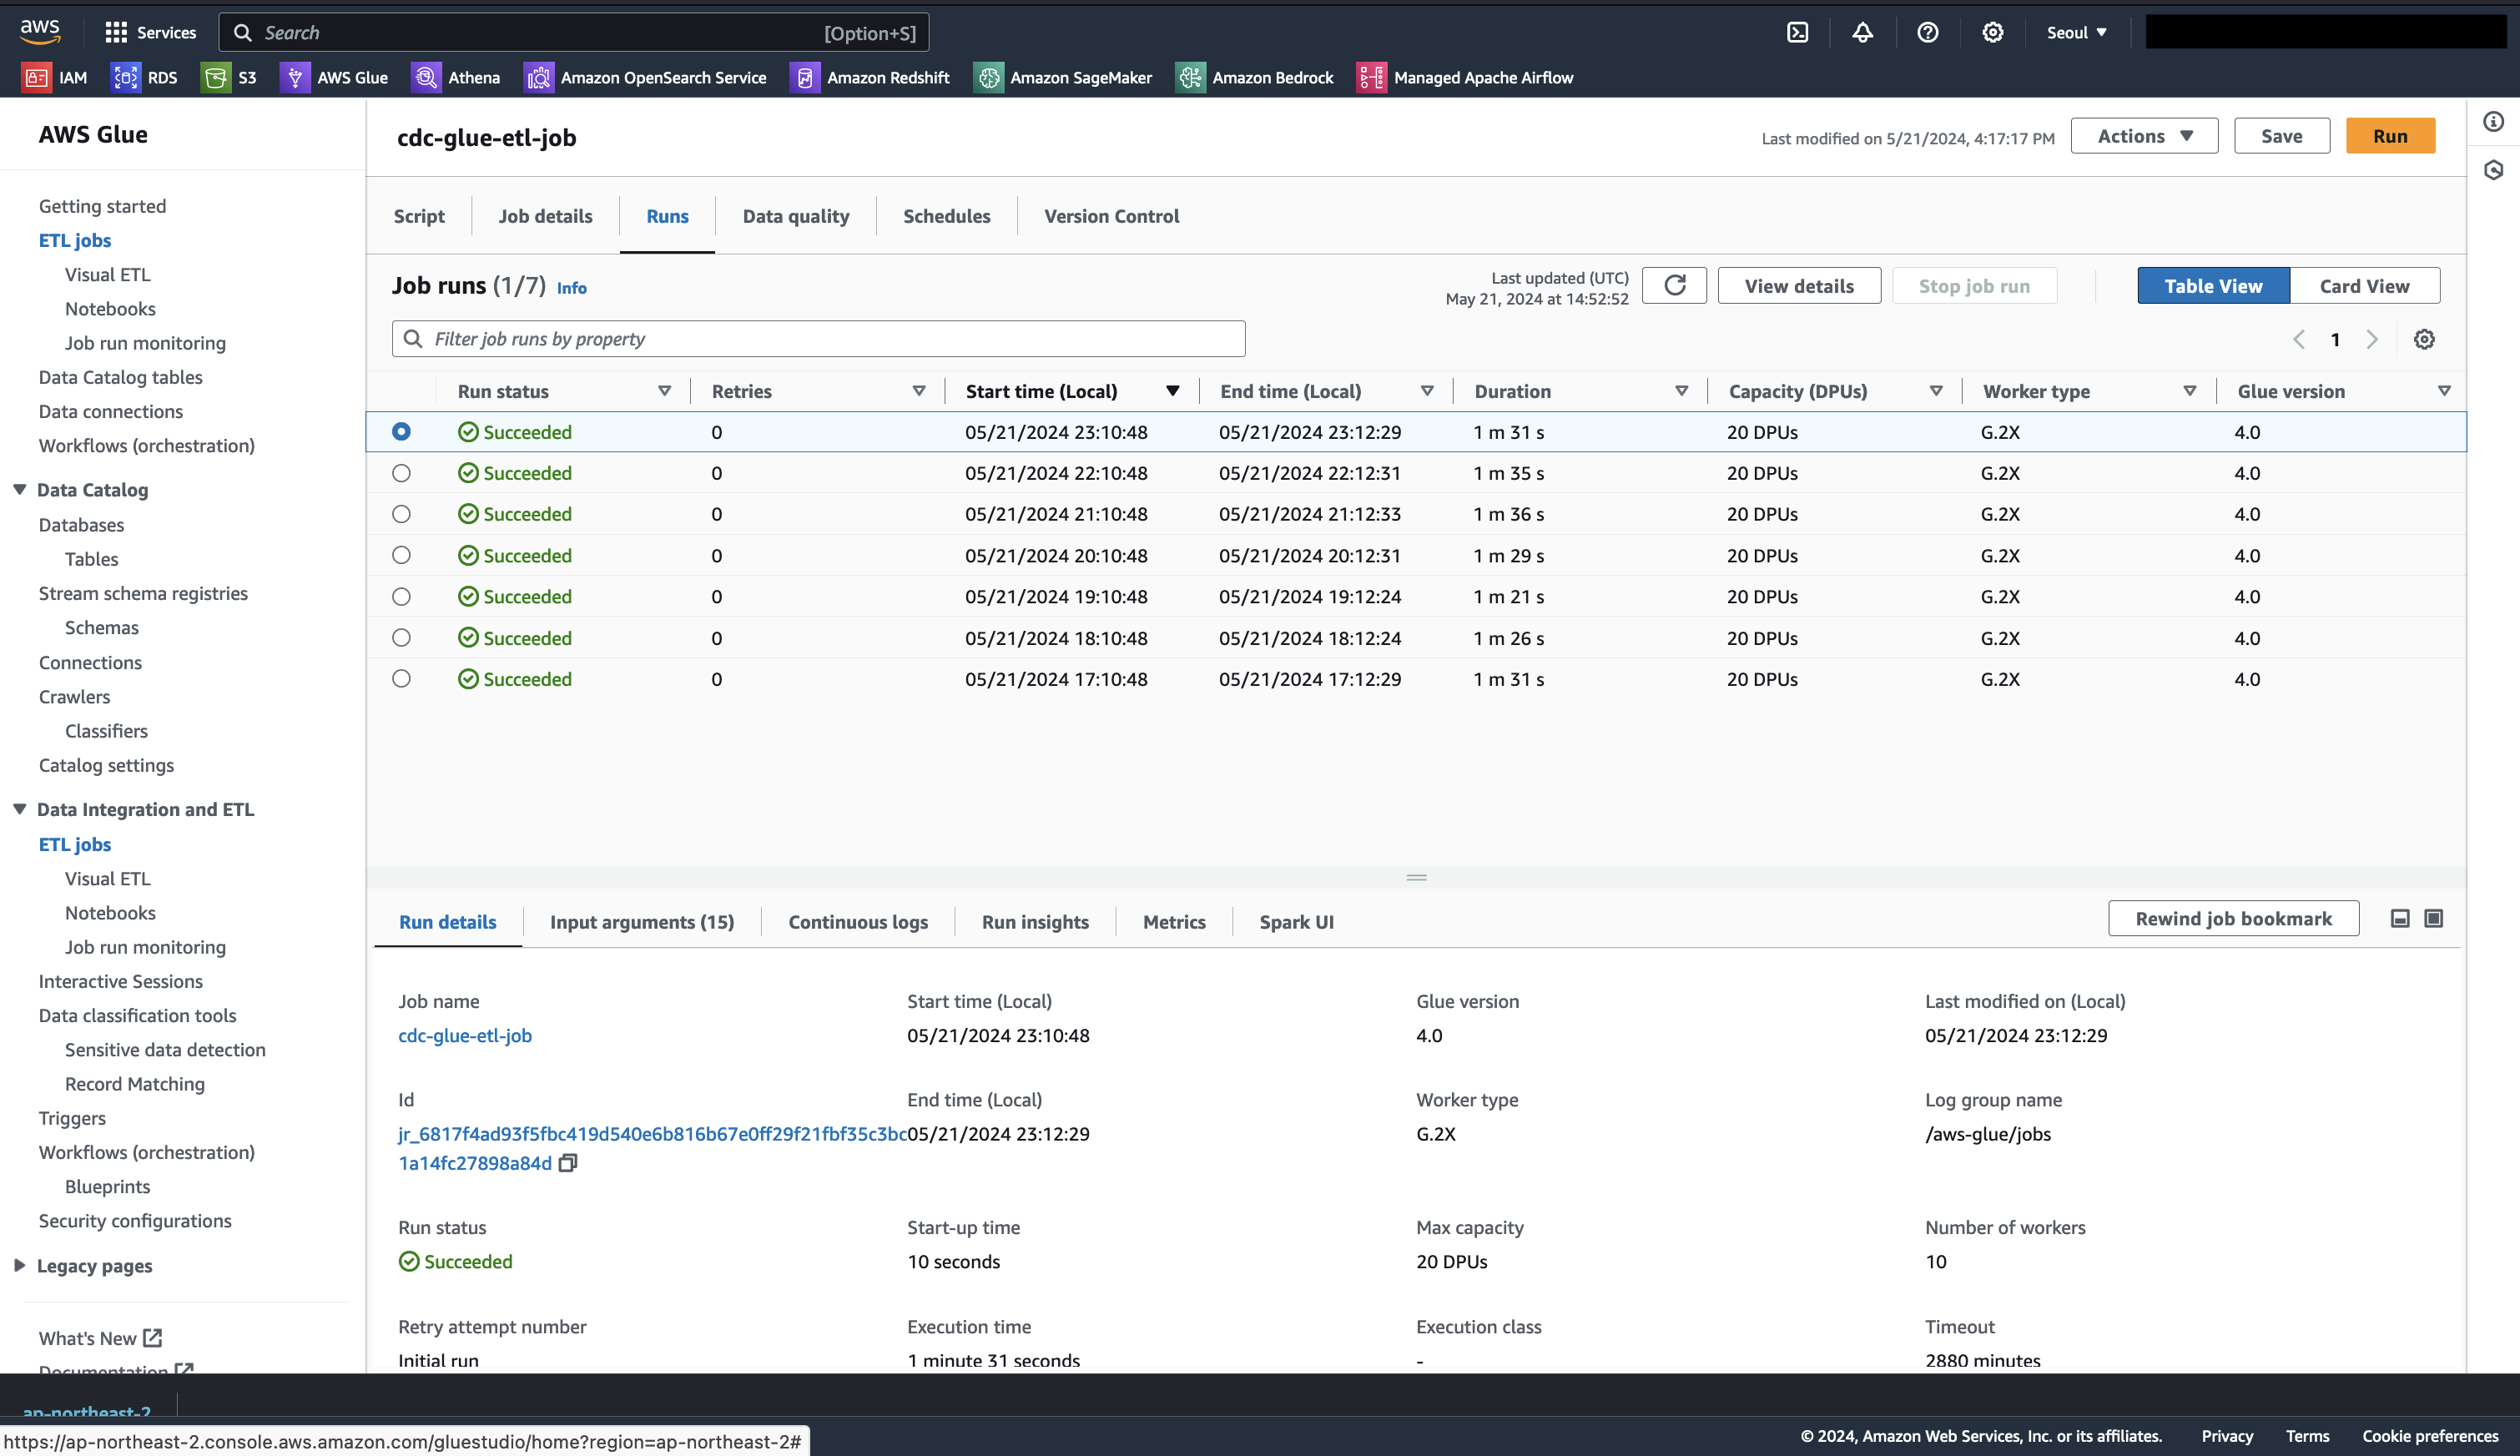 aws Services Search [Option+S] Seoul
IAM RDS S3 AWS Glue Athena Amazon OpenSearch Service Amazon Redshift Amazon SageMaker Amazon Bedrock Managed Apache Airflow
AWS Glue
Getting started
ETL jobs
Visual ETL
Notebooks
Job run monitoring
Data Catalog tables
Data connections
Workflows (orchestration)
Data Catalog
Databases
Tables
Stream schema registries
Schemas
Connections
Crawlers
Classifiers
Catalog settings
Data Integration and ETL
ETL jobs
Visual ETL
Notebooks
Job run monitoring
Interactive Sessions
Data classification tools
Sensitive data detection
Record Matching
Triggers
Workflows (orchestration)
Blueprints
Security configurations
Legacy pages
What's New
Documentation
cdc-glue-etl-job Last modified on 5/21/2024, 4:17:17 PM Actions Save Run
Script Job details Runs Data quality Schedules Version Control
Job runs (1/7) Info Last updated (UTC) May 21, 2024 at 14:52:52 View details Stop job run Table View Card View
Filter job runs by property 1
Run status Retries Start time (Local) End time (Local) Duration Capacity (DPUs) Worker type Glue version
Succeeded 0 05/21/2024 23:10:48 05/21/2024 23:12:29 1 m 31 s 20 DPUs G.2X 4.0
Succeeded 0 05/21/2024 22:10:48 05/21/2024 22:12:31 1 m 35 s 20 DPUs G.2X 4.0
Succeeded 0 05/21/2024 21:10:48 05/21/2024 21:12:33 1 m 36 s 20 DPUs G.2X 4.0
Succeeded 0 05/21/2024 20:10:48 05/21/2024 20:12:31 1 m 29 s 20 DPUs G.2X 4.0
Succeeded 0 05/21/2024 19:10:48 05/21/2024 19:12:24 1 m 21 s 20 DPUs G.2X 4.0
Succeeded 0 05/21/2024 18:10:48 05/21/2024 18:12:24 1 m 26 s 20 DPUs G.2X 4.0
Succeeded 0 05/21/2024 17:10:48 05/21/2024 17:12:29 1 m 31 s 20 DPUs G.2X 4.0
Run details Input arguments (15) Continuous logs Run insights Metrics Spark UI Rewind job bookmark
Job name Start time (Local) Glue version Last modified on (Local)
cdc-glue-etl-job 05/21/2024 23:10:48 4.0 05/21/2024 23:12:29
Id End time (Local) Worker type Log group name
jr_6817f4ad93f5fbc419d540e6b816b67e0ff29f21fbf35c3bc 05/21/2024 23:12:29 G.2X /aws-glue/jobs
1a14fc27898a84d
Run status Start-up time Max capacity Number of workers
Succeeded 10 seconds 20 DPUs 10
Retry attempt number Execution time Execution class Timeout
Initial run 1 minute 31 seconds - 2880 minutes
ap-northeast-2
https://ap-northeast-2.console.aws.amazon.com/gluestudio/home?region=ap-northeast-2#
© 2024, Amazon Web Services, Inc. or its affiliates. Privacy Terms Cookie preferences